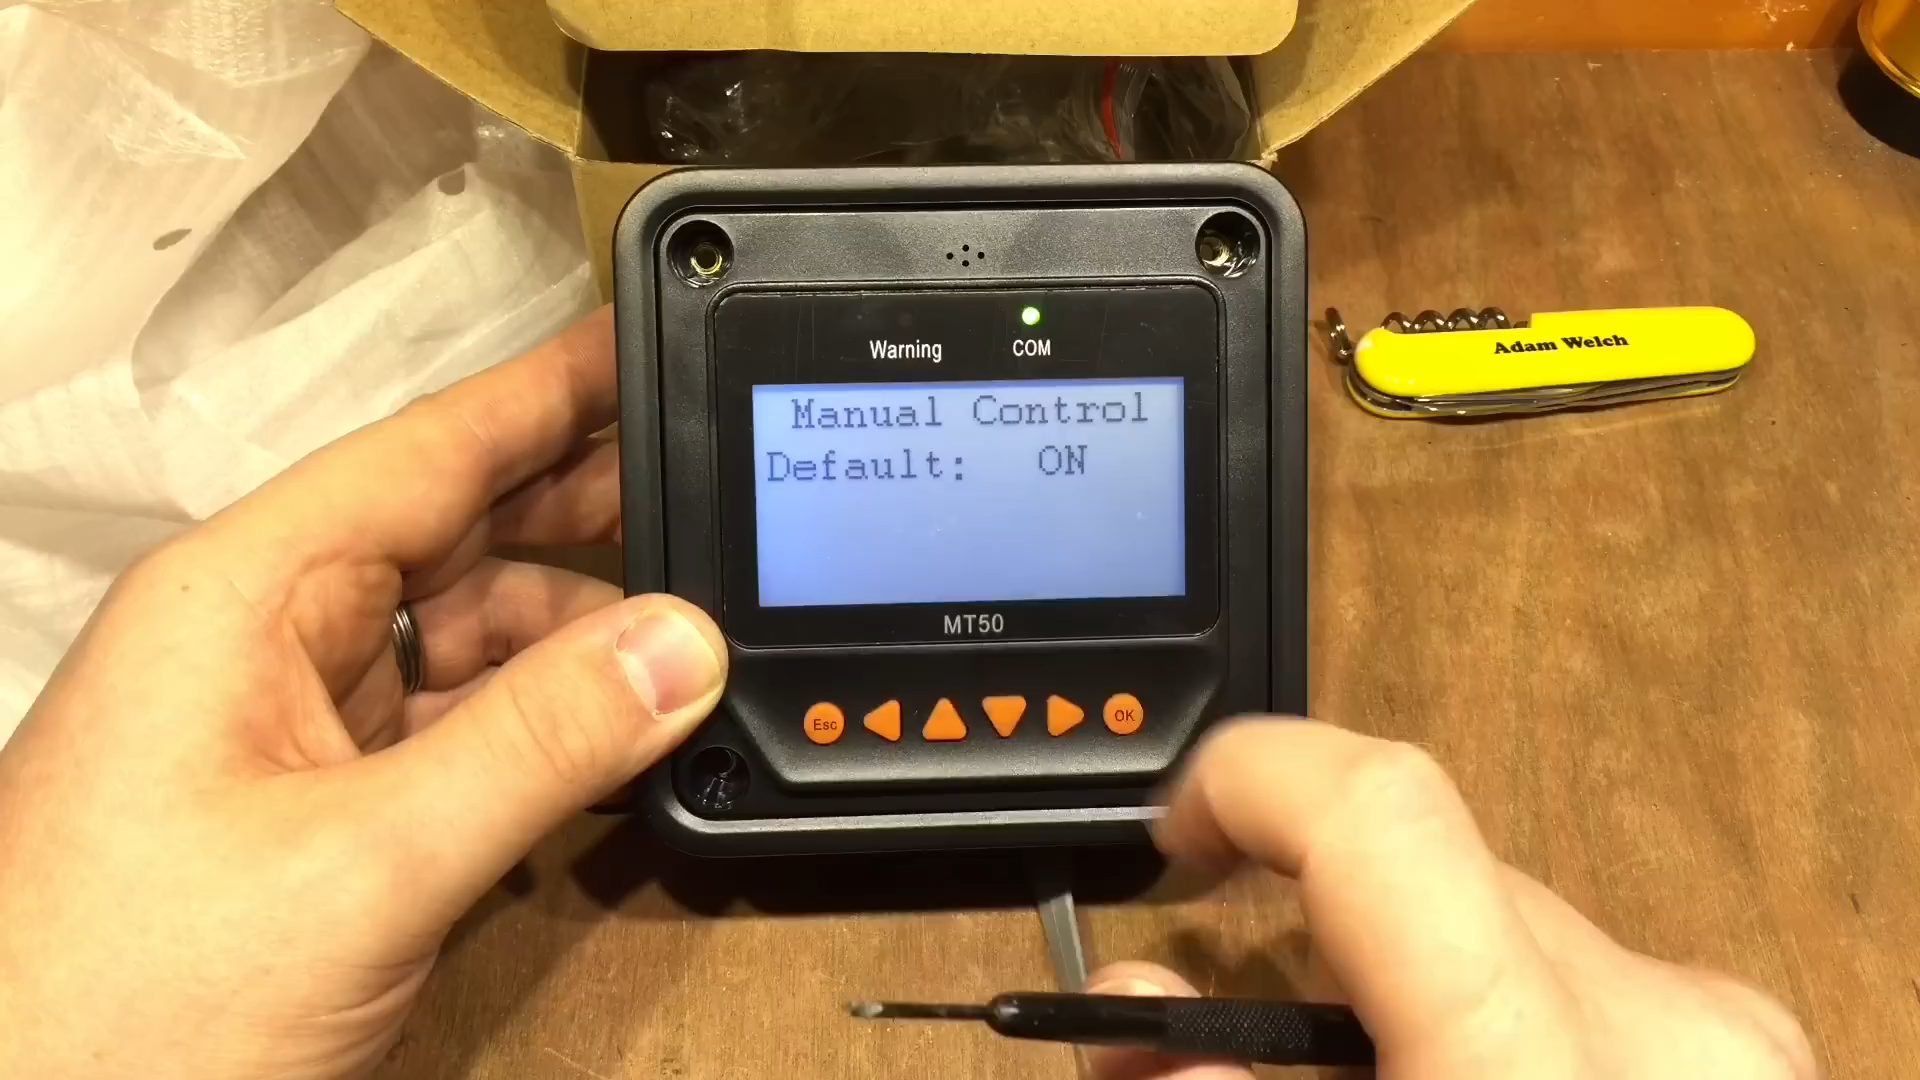 Warning COM
Manual Control
Default: ON
MT50
Esc OK
Adam Welch